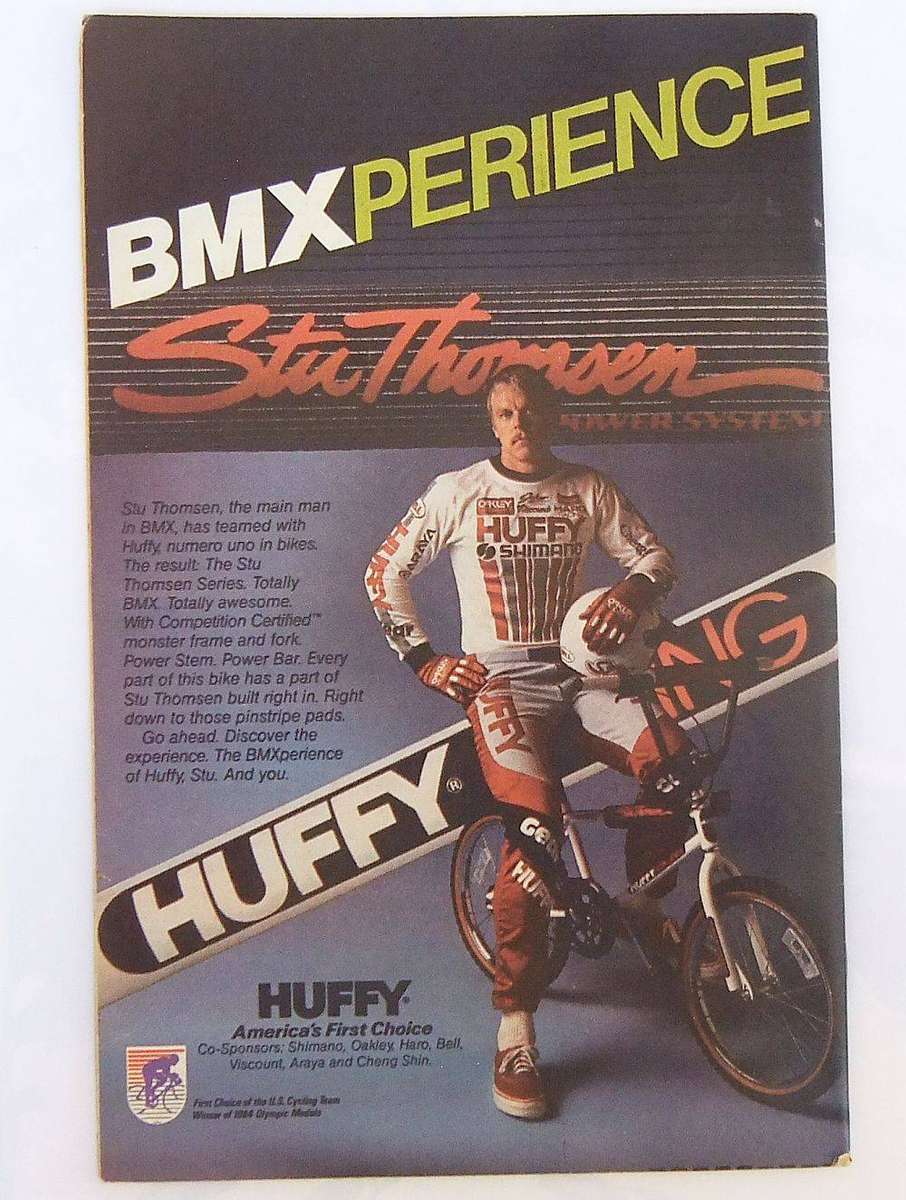 BMXPERIENCE
Stu Thomsen
POWER SYSTEM
Stu Thomsen, the main man
in BMX, has teamed with
Huffy, numero uno in bikes.
The result: The Stu
Thomsen Series. Totally
BMX. Totally awesome.
With Competition Certified™
monster frame and fork.
Power Stem. Power Bar. Every
part of this bike has a part of
Stu Thomsen built right in. Right
down to those pinstripe pads.
Go ahead. Discover the
experience. The BMXperience
of Huffy, Stu. And you.
OAKLEY
HUFFY
SHIMANO
HUFFY
ARAYA
HUFFY
HUFFY®
ING
HUFFY
HUFFY
HUFFY®
America's First Choice
Co-Sponsors; Shimano, Oakley, Haro, Bell,
Viscount, Araya and Cheng Shin.
First Choice of the U.S. Cycling Team
Winner of 1984 Olympic Medals